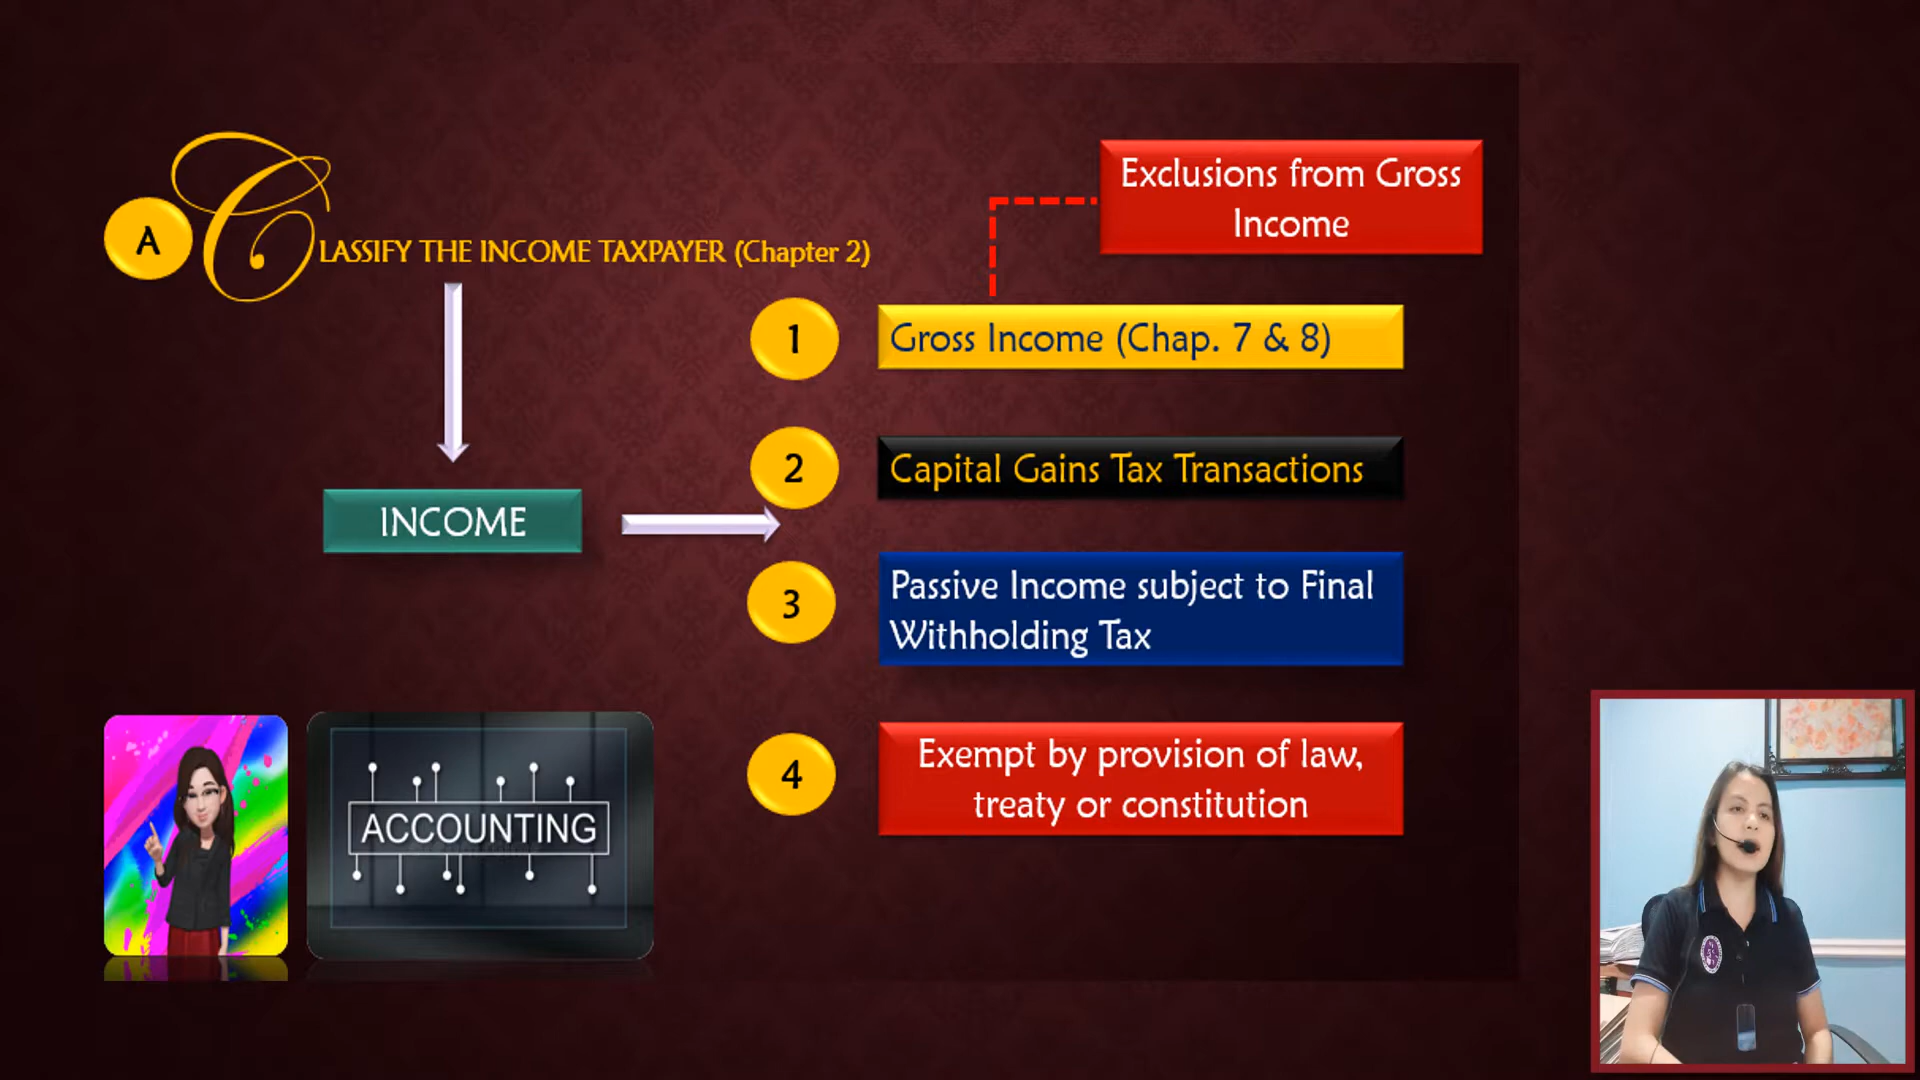 A
CLASSIFY THE INCOME TAXPAYER (Chapter 2)
Exclusions from Gross
Income
1
Gross Income (Chap. 7 & 8)
2
Capital Gains Tax Transactions
INCOME
3
Passive Income subject to Final
Withholding Tax
4
Exempt by provision of law,
treaty or constitution
ACCOUNTING